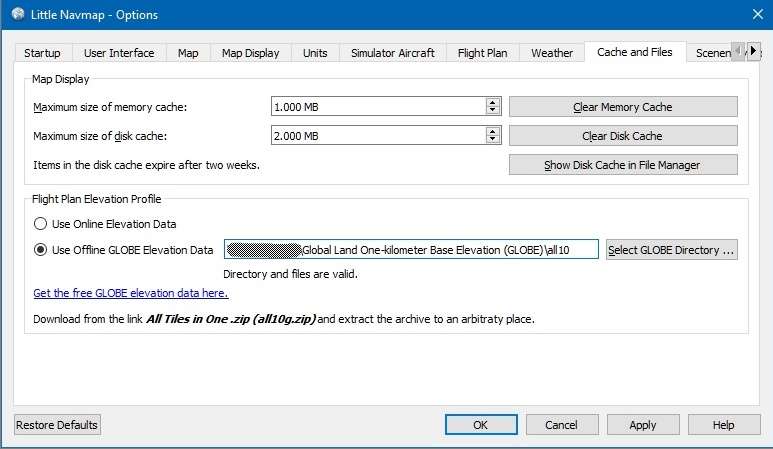 Little Navmap - Options
Startup User Interface Map Map Display Units Simulator Aircraft Flight Plan Weather Cache and Files
Map Display
Maximum size of memory cache: 1.000 MB Clear Memory Cache
Maximum size of disk cache: 2.000 MB Clear Disk Cache
Items in the disk cache expire after two weeks. Show Disk Cache in File Manager
Flight Plan Elevation Profile
Use Online Elevation Data
Use Offline GLOBE Elevation Data \Global Land One-kilometer Base Elevation (GLOBE)\all10 Select GLOBE Directory ...
Directory and files are valid.
Get the free GLOBE elevation data here.
Download from the link All Tiles in One .zip (all10g.zip) and extract the archive to an arbitraty place.
Restore Defaults OK Cancel Apply Help